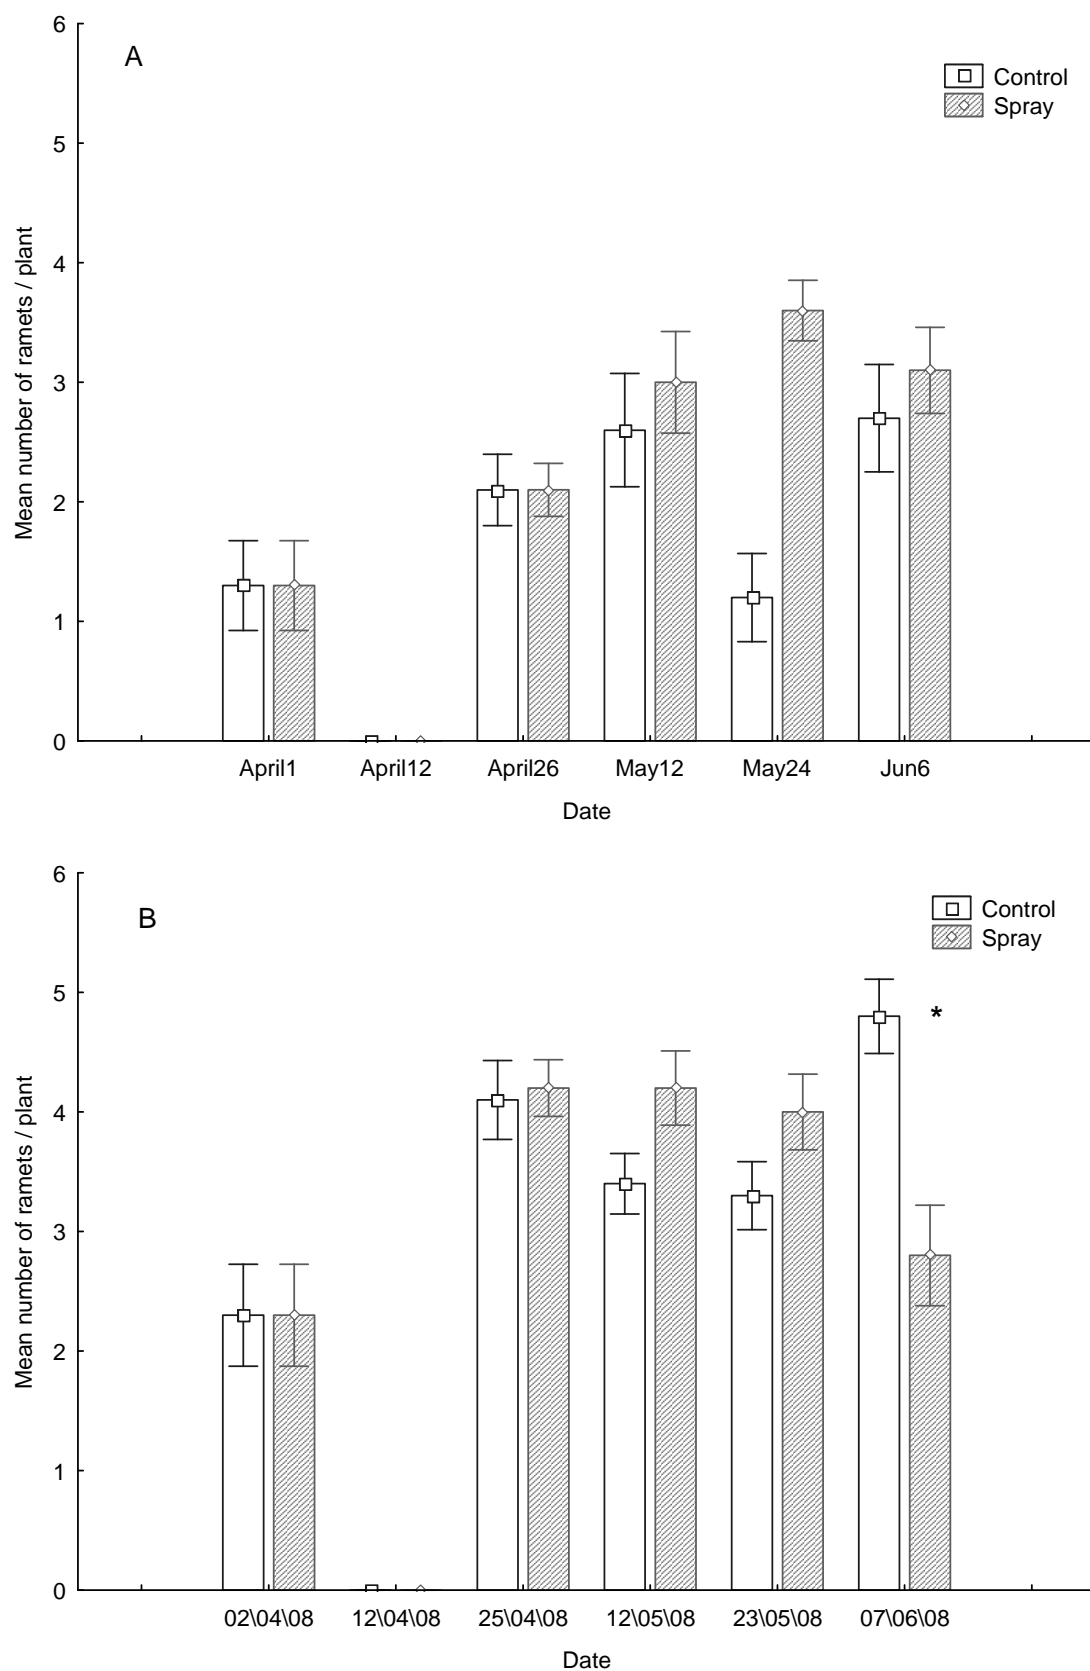 A
Control
Spray
Mean number of ramets / plant
6
5
4
3
2
1
0
April1 April12 April26 May12 May24 Jun6
Date
B
Control
Spray
*
Mean number of ramets / plant
6
5
4
3
2
1
0
02\04\08 12\04\08 25\04\08 12\05\08 23\05\08 07\06\08
Date